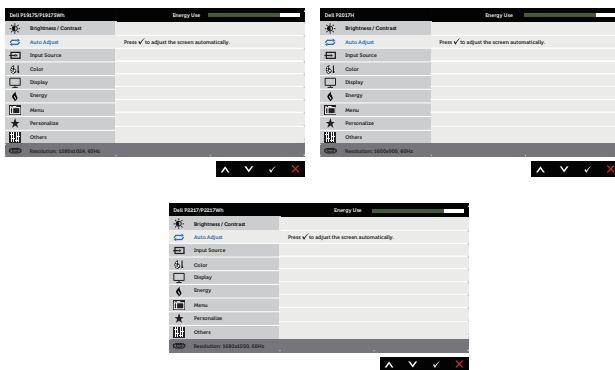 Dell P1917S/P1917SWh Energy Use
Brightness / Contrast
Auto Adjust Press ✓ to adjust the screen automatically.
Input Source
Color
Display
Energy
Menu
Personalize
Others
Resolution: 1280x1024, 60Hz
Dell P2017H Energy Use
Brightness / Contrast
Auto Adjust Press ✓ to adjust the screen automatically.
Input Source
Color
Display
Energy
Menu
Personalize
Others
Resolution: 1600x900, 60Hz
Dell P2217/P2217Wh Energy Use
Brightness / Contrast
Auto Adjust Press ✓ to adjust the screen automatically.
Input Source
Color
Display
Energy
Menu
Personalize
Others
Resolution: 1680x1050, 60Hz